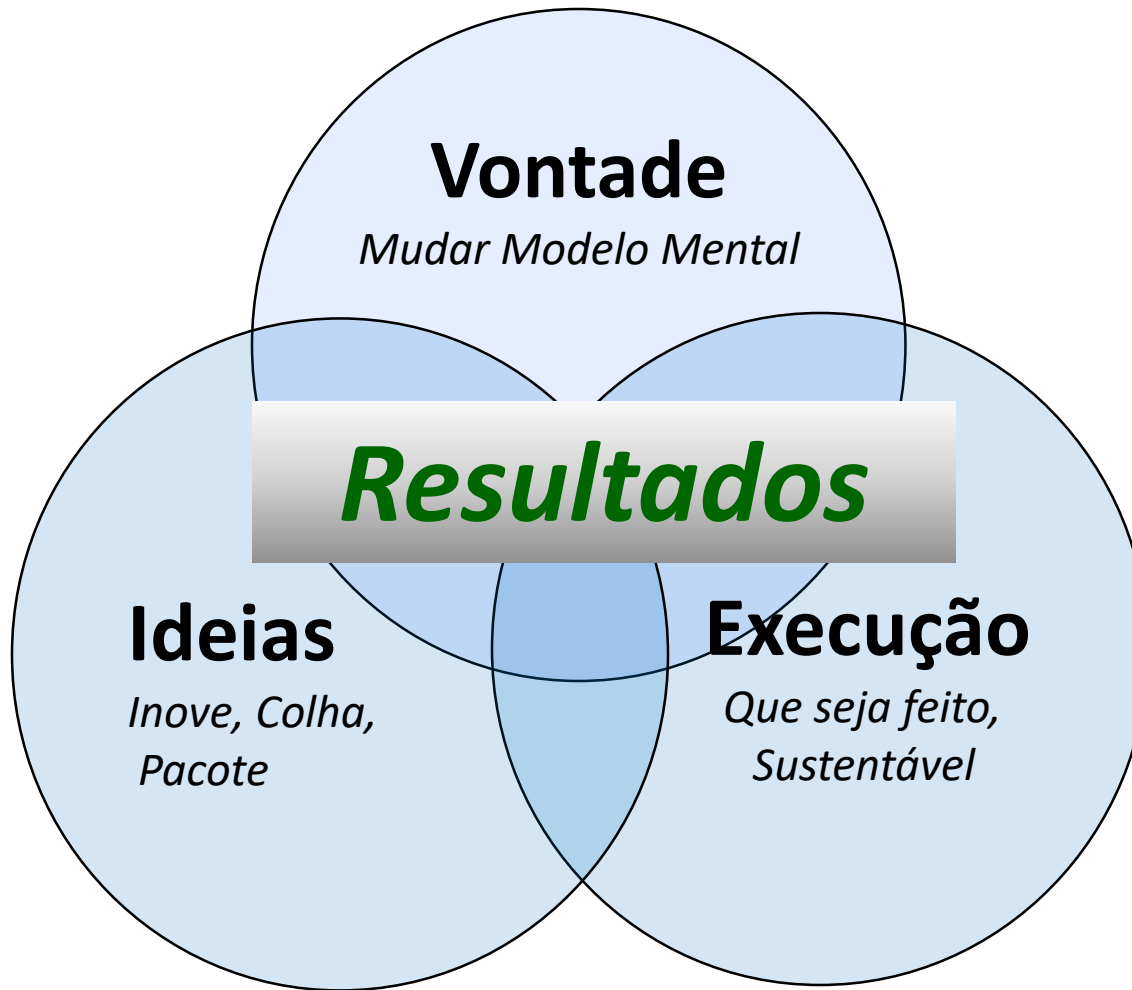 Vontade
Mudar Modelo Mental
Resultados
Ideias
Inove, Colha,
Pacote
Execução
Que seja feito,
Sustentável